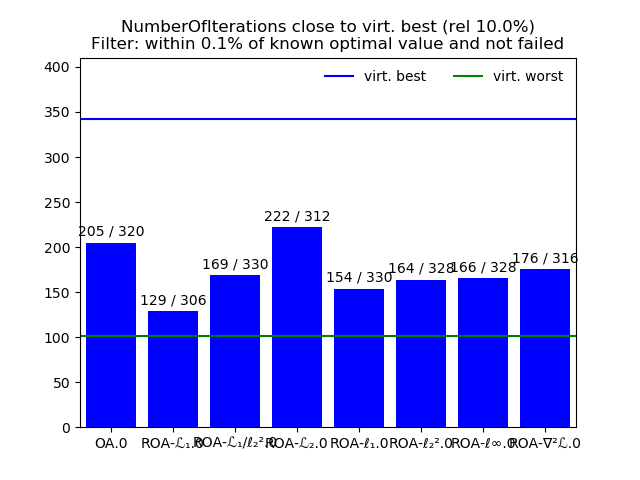 NumberOfIterations close to virt. best (rel 10.0%)
Filter: within 0.1% of known optimal value and not failed
virt. best virt. worst
400
350
300
250
200
150
100
50
0
205 / 320
129 / 306
169 / 330
222 / 312
154 / 330
164 / 328
166 / 328
176 / 316
OA.0 ROA-ℒ₁.0 ROA-ℒ₁/ℓ₂².0 ROA-ℒ₂.0 ROA-ℓ₁.0 ROA-ℓ₂².0 ROA-ℓ∞.0 ROA-∇²ℒ.0